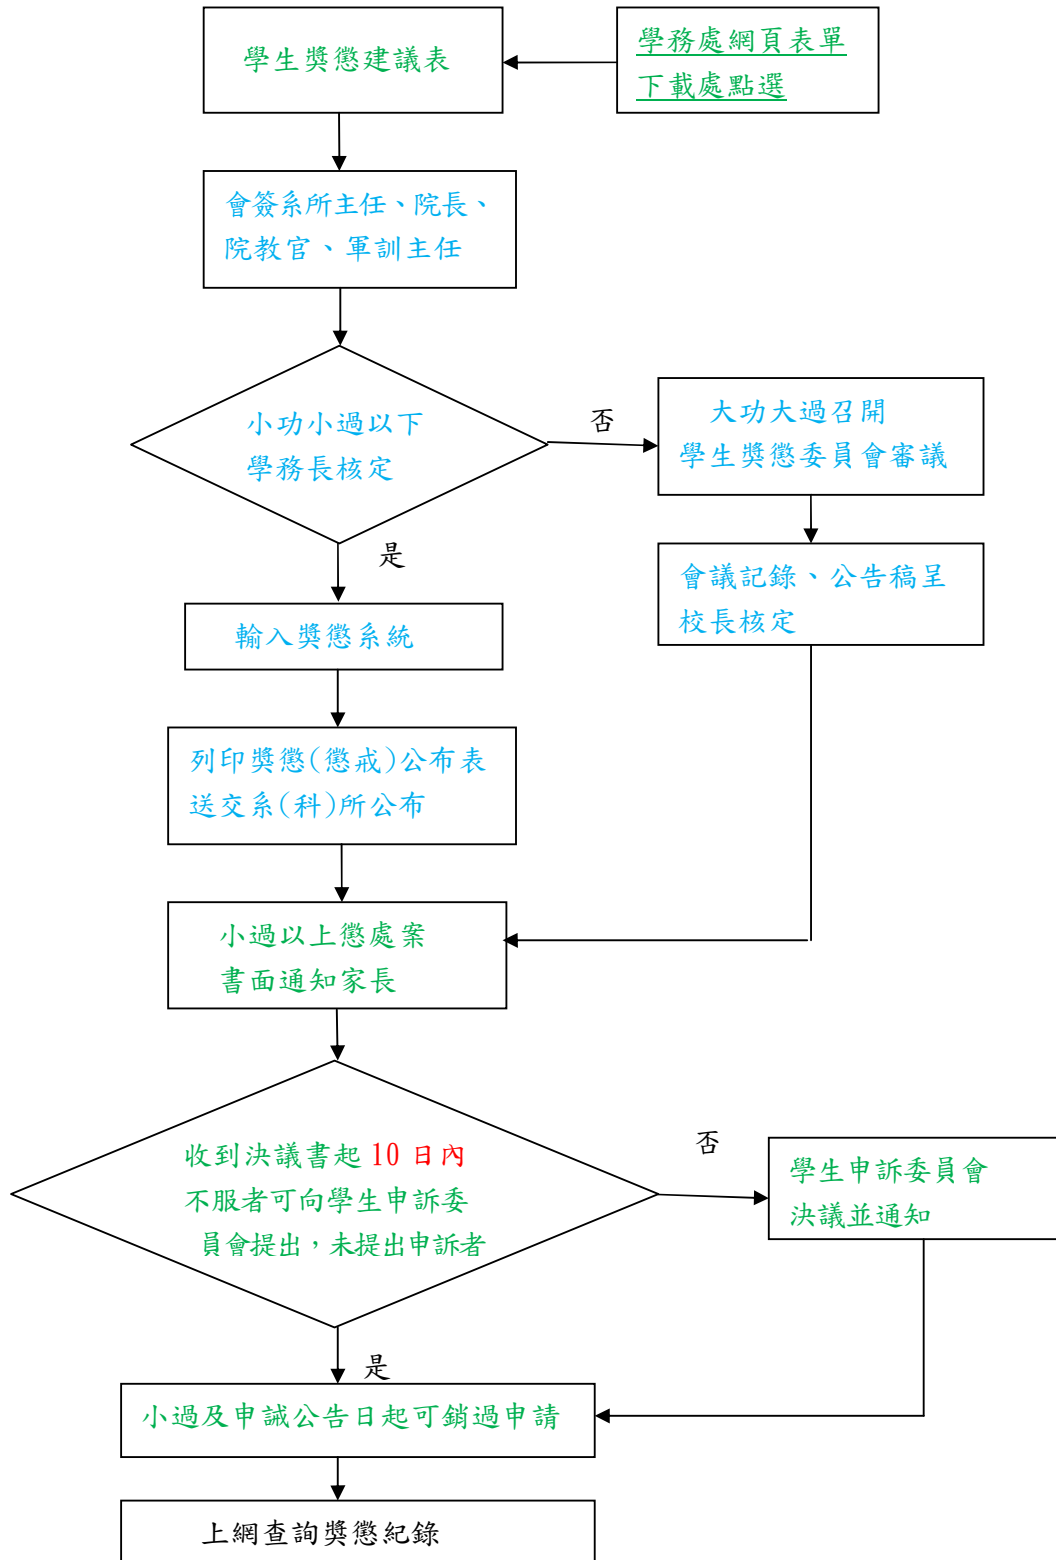 學生獎懲建議表
學務處網頁表單
下載處點選
會簽系所主任、院長、
院教官、軍訓主任
小功小過以下
學務長核定
否
大功大過召開
學生獎懲委員會審議
是
會議記錄、公告稿呈
校長核定
輸入獎懲系統
列印獎懲(懲戒)公布表
送交系(科)所公布
小過以上懲處案
書面通知家長
收到決議書起 10 日內
不服者可向學生申訴委
員會提出，未提出申訴者
否
學生申訴委員會
決議並通知
是
小過及申誡公告日起可銷過申請
上網查詢獎懲紀錄